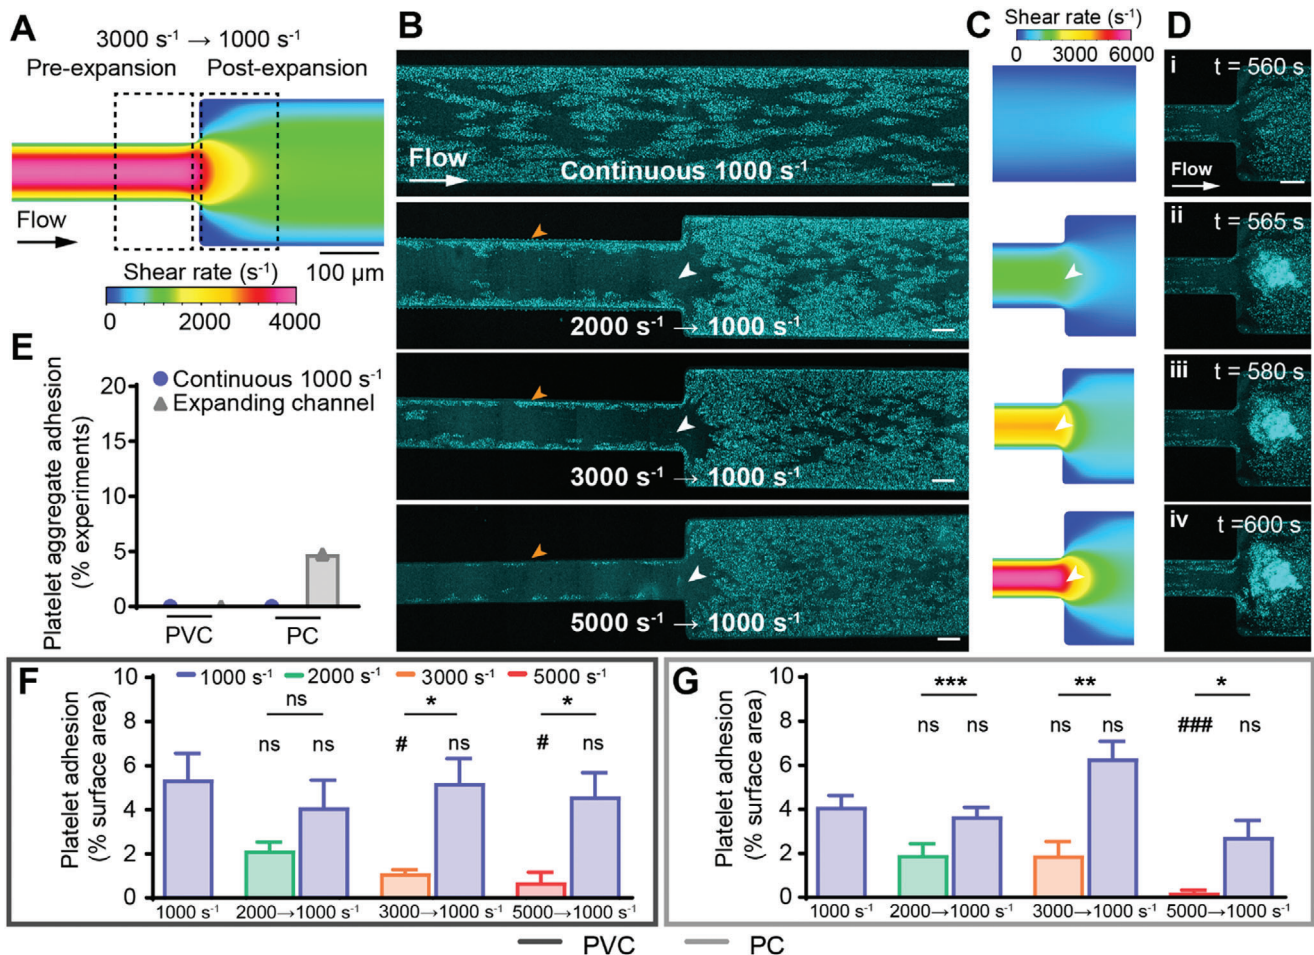 A
3000 s⁻¹ → 1000 s⁻¹
Pre-expansion Post-expansion
Flow
100 µm
Shear rate (s⁻¹)
0 2000 4000
B
Flow
Continuous 1000 s⁻¹
2000 s⁻¹ → 1000 s⁻¹
3000 s⁻¹ → 1000 s⁻¹
5000 s⁻¹ → 1000 s⁻¹
C
Shear rate (s⁻¹)
0 3000 6000
D
i t = 560 s
Flow
ii t = 565 s
iii t = 580 s
iv t =600 s
E
Platelet aggregate adhesion
(% experiments)
20
15
10
5
0
Continuous 1000 s⁻¹
Expanding channel
PVC PC
F
Platelet adhesion
(% surface area)
10
8
6
4
2
0
1000 s⁻¹ 2000 s⁻¹ 3000 s⁻¹ 5000 s⁻¹
ns * *
ns ns # ns # ns
1000 s⁻¹ 2000→1000 s⁻¹ 3000→1000 s⁻¹ 5000→1000 s⁻¹
G
Platelet adhesion
(% surface area)
10
8
6
4
2
0
*** ** *
ns ns ns ns ### ns
1000 s⁻¹ 2000→1000 s⁻¹ 3000→1000 s⁻¹ 5000→1000 s⁻¹
PVC PC